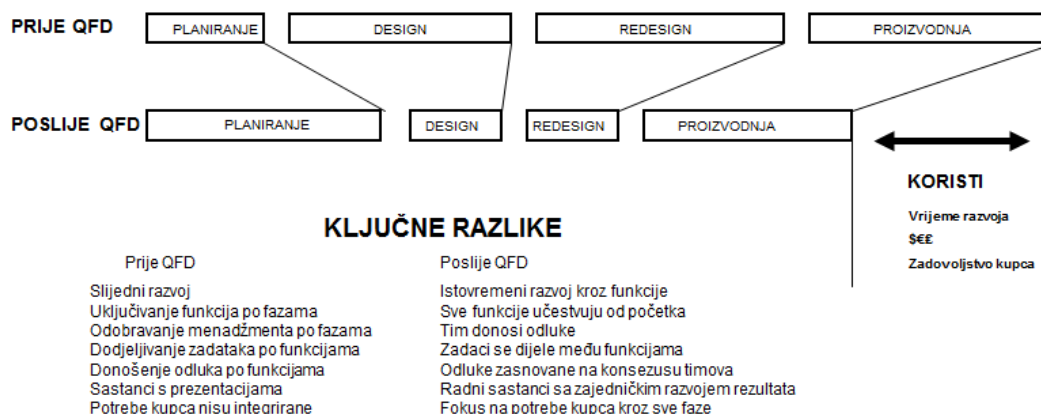 PRIJE QFD PLANIRANJE DESIGN REDESIGN PROIZVODNJA
POSLIJE QFD PLANIRANJE DESIGN REDESIGN PROIZVODNJA
KORISTI
Vrijeme razvoja
$€£
Zadovoljstvo kupca
KLJUČNE RAZLIKE
Prije QFD
Slijedni razvoj
Uključivanje funkcija po fazama
Odobravanje menadžmenta po fazama
Dodjeljivanje zadataka po funkcijama
Donošenje odluka po funkcijama
Sastanci s prezentacijama
Potrebe kupca nisu integrirane
Poslije QFD
Istovremeni razvoj kroz funkcije
Sve funkcije učestvuju od početka
Tim donosi odluke
Zadaci se dijele među funkcijama
Odluke zasnovane na konsezusu timova
Radni sastanci sa zajedničkim razvojem rezultata
Fokus na potrebe kupca kroz sve faze